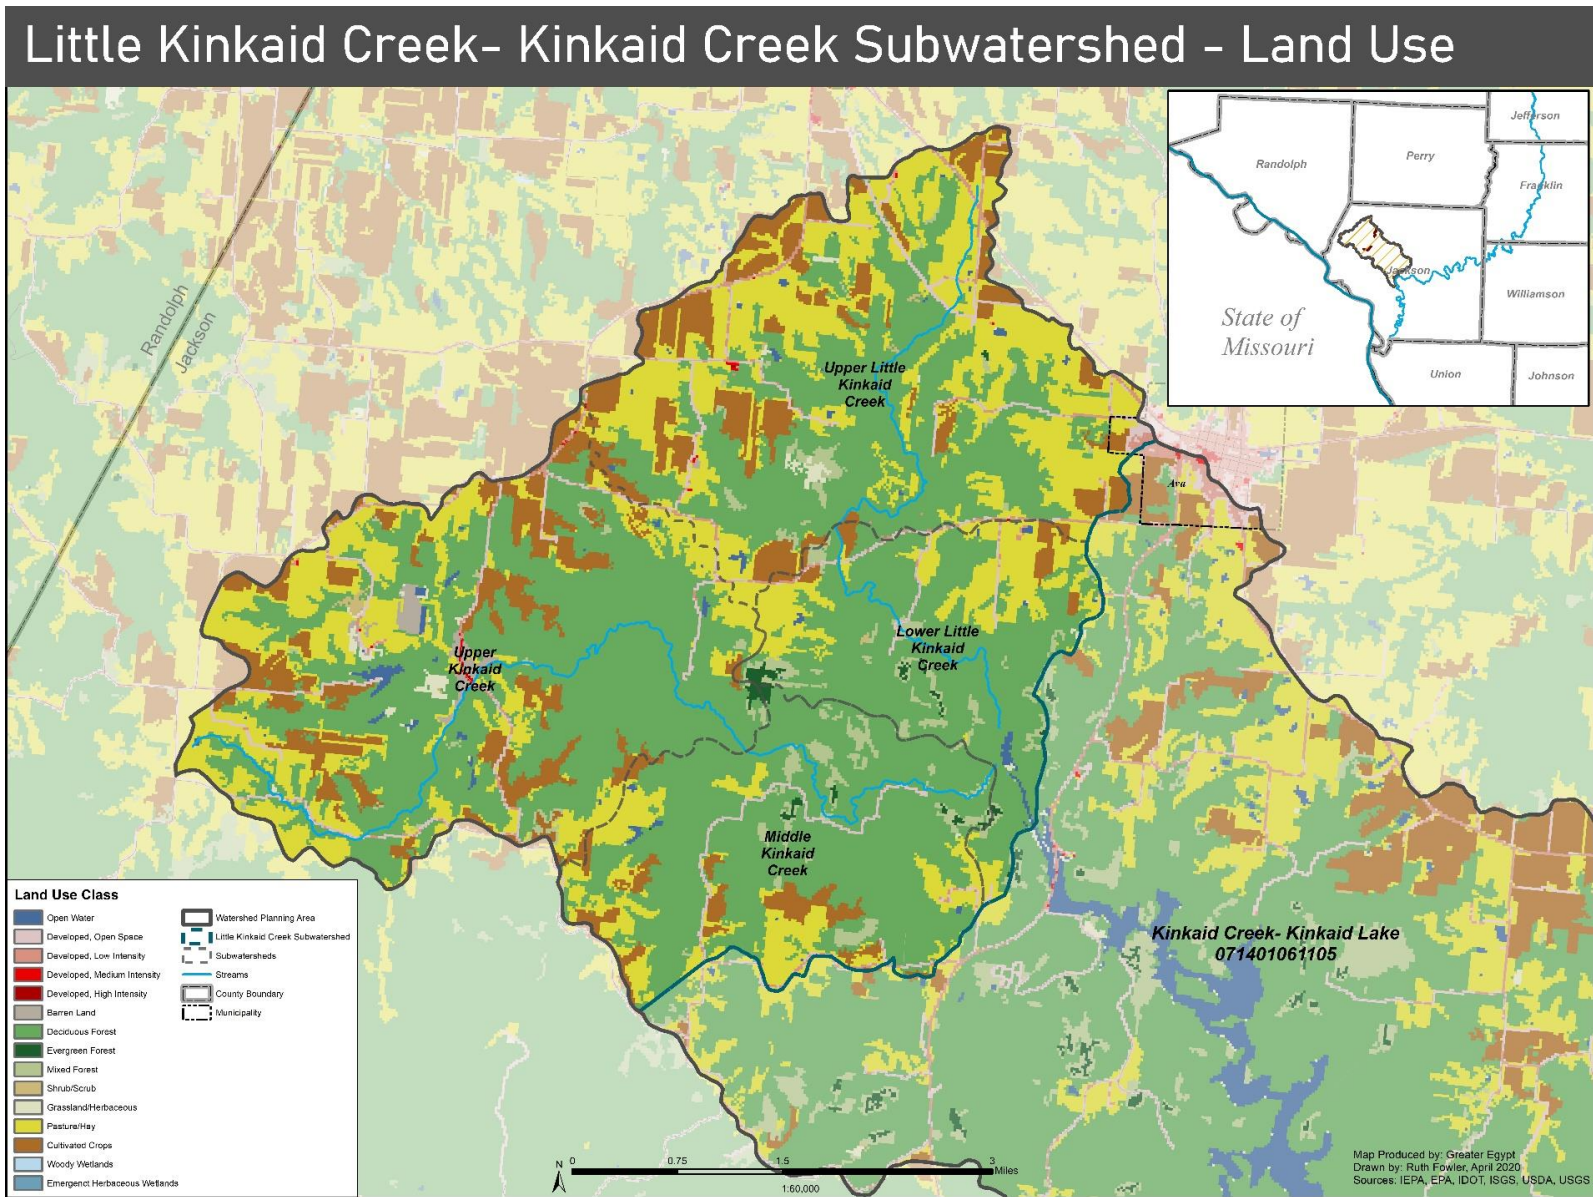 Little Kinkaid Creek- Kinkaid Creek Subwatershed - Land Use
Jefferson
Randolph
Perry
Franklin
Jackson
Williamson
State of
Missouri
Union
Johnson
Randolph
Jackson
Upper Little
Kinkaid
Creek
Ava
Lower Little
Kinkaid
Creek
Upper
Kinkaid
Creek
Middle
Kinkaid
Creek
Kinkaid Creek- Kinkaid Lake
071401061105
Land Use Class
Open Water
Developed, Open Space
Developed, Low Intensity
Developed, Medium Intensity
Developed, High Intensity
Barren Land
Deciduous Forest
Evergreen Forest
Mixed Forest
Shrub/Scrub
Grassland/Herbaceous
Pasture/Hay
Cultivated Crops
Woody Wetlands
Emergenct Herbaceous Wetlands
Watershed Planning Area
Little Kinkaid Creek Subwatershed
Subwatersheds
Streams
County Boundary
Municipality
N
0 0.75 1.5 3
Miles
1:60,000
Map Produced by: Greater Egypt
Drawn by: Ruth Fowler, April 2020
Sources: IEPA, EPA, IDOT, ISGS, USDA, USGS